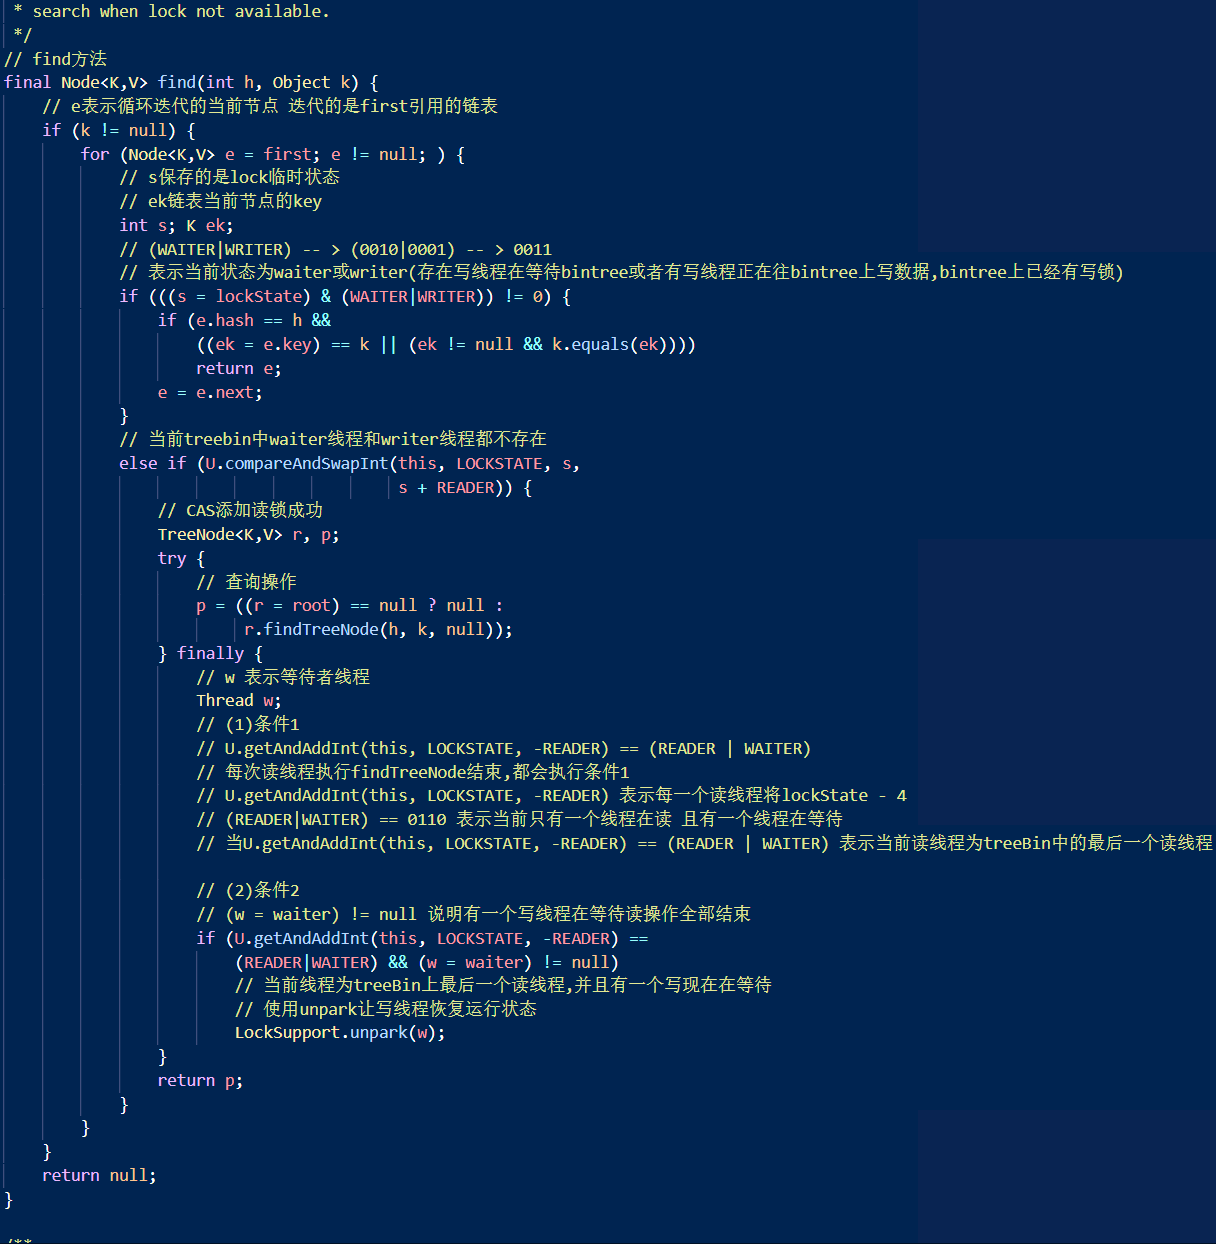 * search when lock not available.
*/
// find方法
final Node<K,V> find(int h, Object k) {
// e表示循环迭代的当前节点 迭代的是first引用的链表
if (k != null) {
for (Node<K,V> e = first; e != null; ) {
// s保存的是lock临时状态
// ek链表当前节点的key
int s; K ek;
// (WAITER|WRITER) -- > (0010|0001) -- > 0011
// 表示当前状态为waiter或writer(存在写线程在等待bintree或者有写线程正在往bintree上写数据,bintree上已经有写锁)
if (((s = lockState) & (WAITER|WRITER)) != 0) {
if (e.hash == h &&
((ek = e.key) == k || (ek != null && k.equals(ek))))
return e;
e = e.next;
}
// 当前treebin中waiter线程和writer线程都不存在
else if (U.compareAndSwapInt(this, LOCKSTATE, s,
s + READER)) {
// CAS添加读锁成功
TreeNode<K,V> r, p;
try {
// 查询操作
p = ((r = root) == null ? null :
r.findTreeNode(h, k, null));
} finally {
// w 表示等待者线程
Thread w;
// (1)条件1
// U.getAndAddInt(this, LOCKSTATE, -READER) == (READER | WAITER)
// 每次读线程执行findTreeNode结束,都会执行条件1
// U.getAndAddInt(this, LOCKSTATE, -READER) 表示每一个读线程将lockState - 4
// (READER|WAITER) == 0110 表示当前只有一个线程在读 且有一个线程在等待
// 当U.getAndAddInt(this, LOCKSTATE, -READER) == (READER | WAITER) 表示当前读线程为treeBin中的最后一个读线程
// (2)条件2
// (w = waiter) != null 说明有一个写线程在等待读操作全部结束
if (U.getAndAddInt(this, LOCKSTATE, -READER) ==
(READER|WAITER) && (w = waiter) != null)
// 当前线程为treeBin上最后一个读线程,并且有一个写现在在等待
// 使用unpark让写线程恢复运行状态
LockSupport.unpark(w);
}
return p;
}
}
}
return null;
}
/**